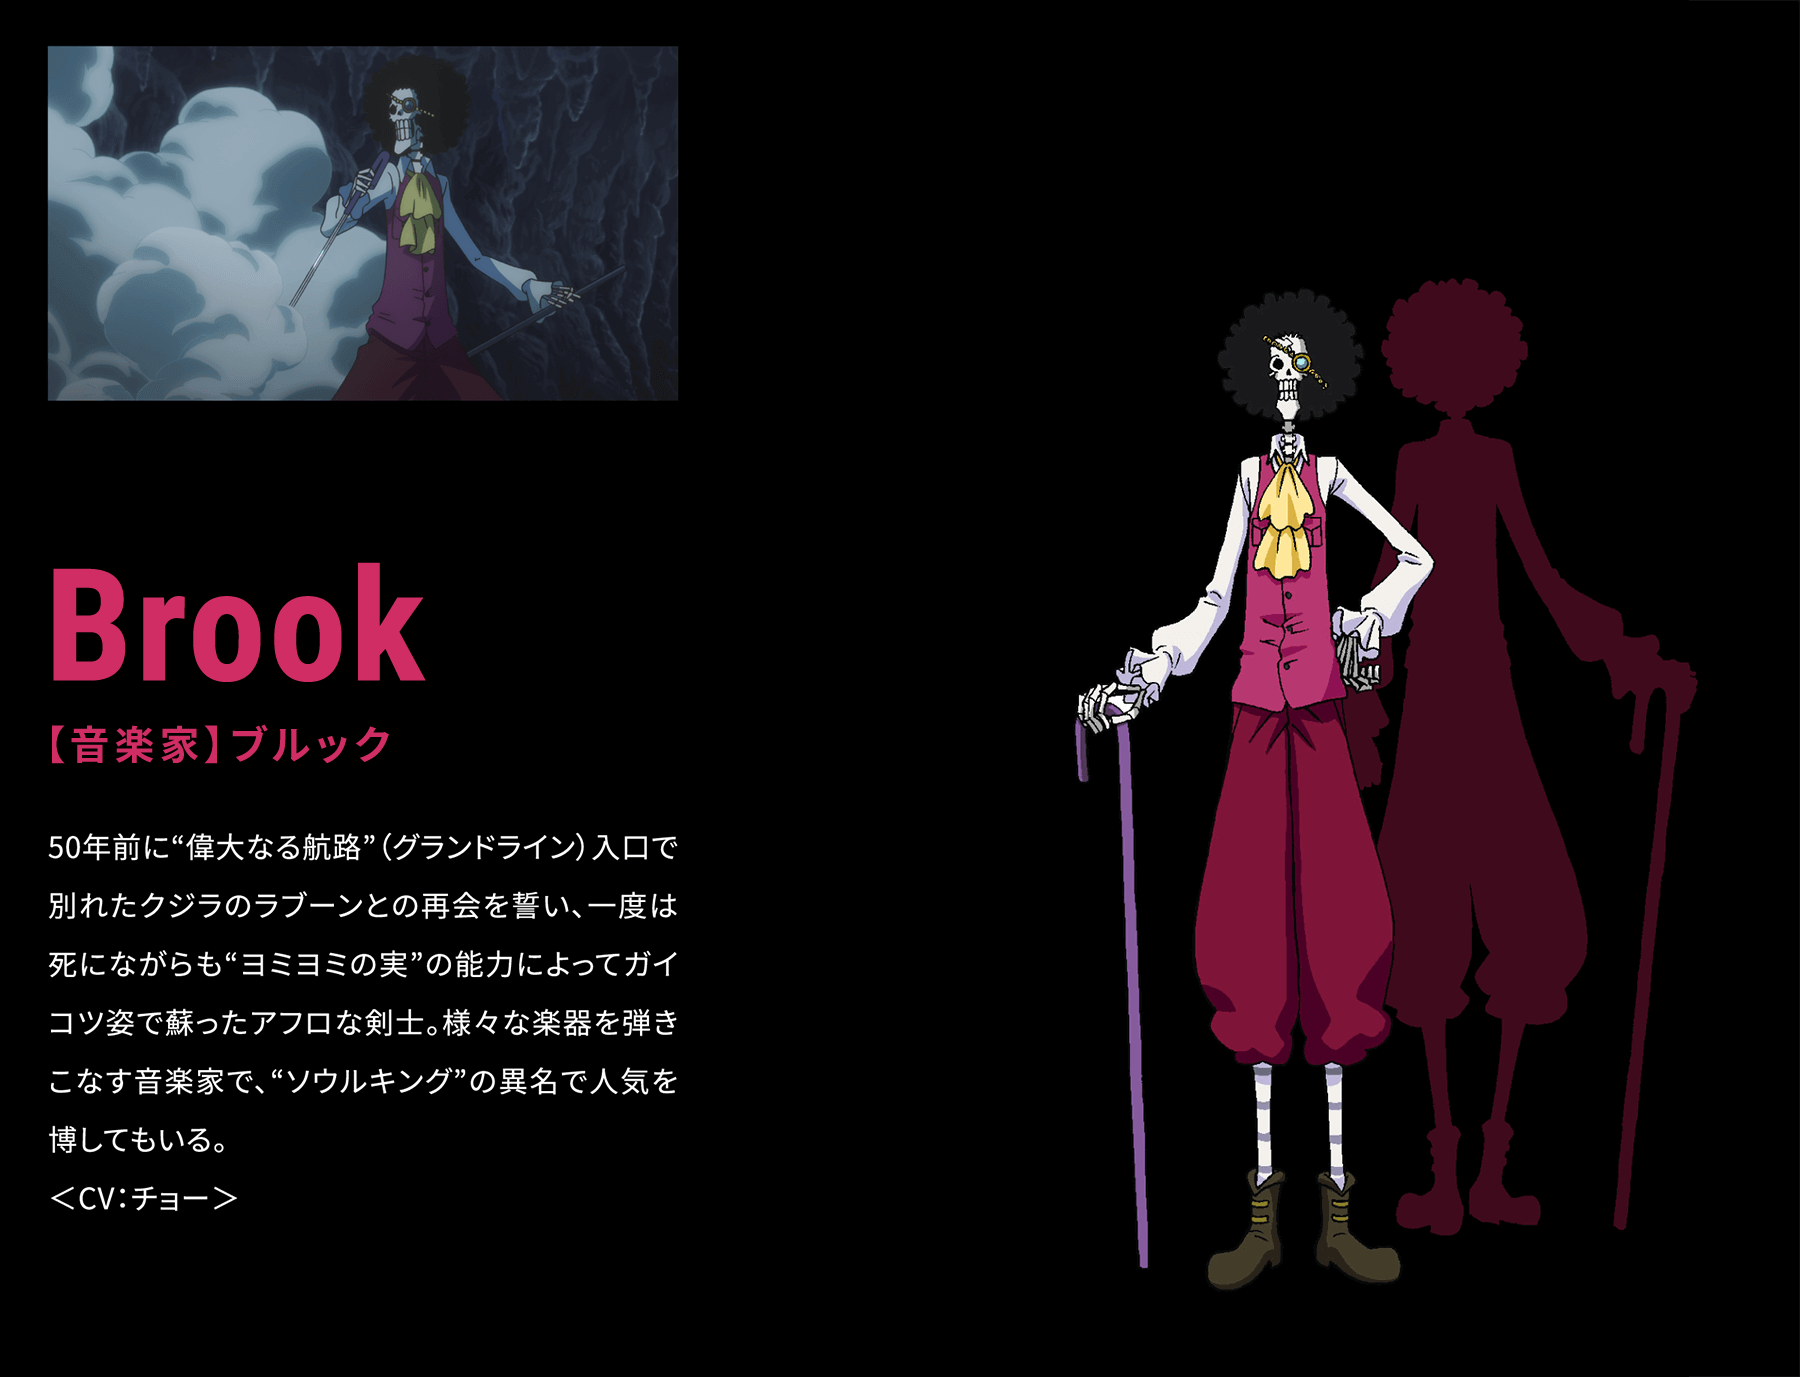 Brook
【音楽家】ブルック
50年前に“偉大なる航路”（グランドライン）入口で
別れたクジラのラブーンとの再会を誓い、一度は
死にながらも“ヨミヨミの実”の能力によってガイ
コツ姿で蘇ったアフロな剣士。様々な楽器を弾き
こなす音楽家で、“ソウルキング”の異名で人気を
博してもいる。
＜CV：チョー＞